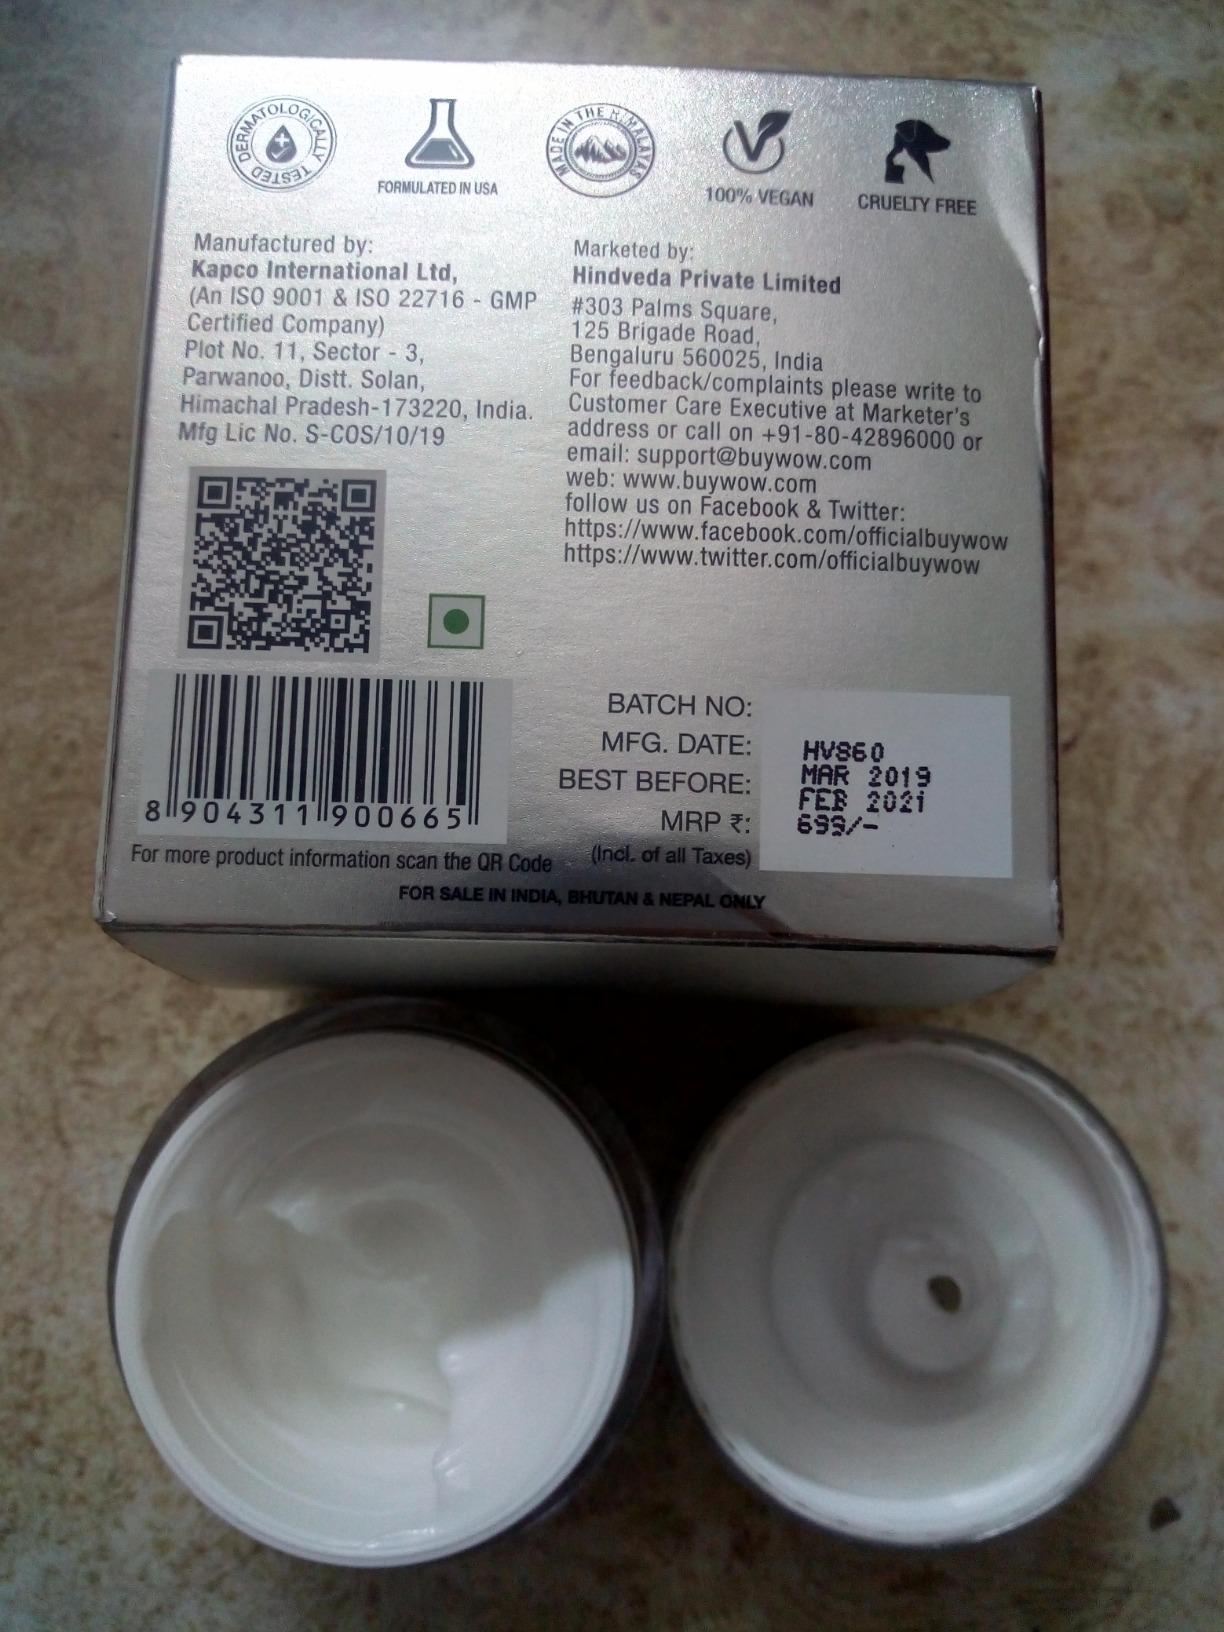 DERMATOLOGICALLY TESTED
FORMULATED IN USA
MADE IN THE HIMALAYAS
100% VEGAN
CRUELTY FREE
Manufactured by:
Kapco International Ltd,
(An ISO 9001 & ISO 22716 - GMP
Certified Company)
Plot No. 11, Sector - 3,
Parwanoo, Distt. Solan,
Himachal Pradesh-173220, India.
Mfg Lic No. S-COS/10/19
Marketed by:
Hindveda Private Limited
#303 Palms Square,
125 Brigade Road,
Bengaluru 560025, India
For feedback/complaints please write to
Customer Care Executive at Marketer's
address or call on +91-80-42896000 or
email: support@buywow.com
web: www.buywow.com
follow us on Facebook & Twitter:
https://www.facebook.com/officialbuywow
https://www.twitter.com/officialbuywow
8 904311 900665
For more product information scan the QR Code
BATCH NO: HV860
MFG. DATE: MAR 2019
BEST BEFORE: FEB 2021
MRP ₹: 699/-
(Incl. of all Taxes)
FOR SALE IN INDIA, BHUTAN & NEPAL ONLY